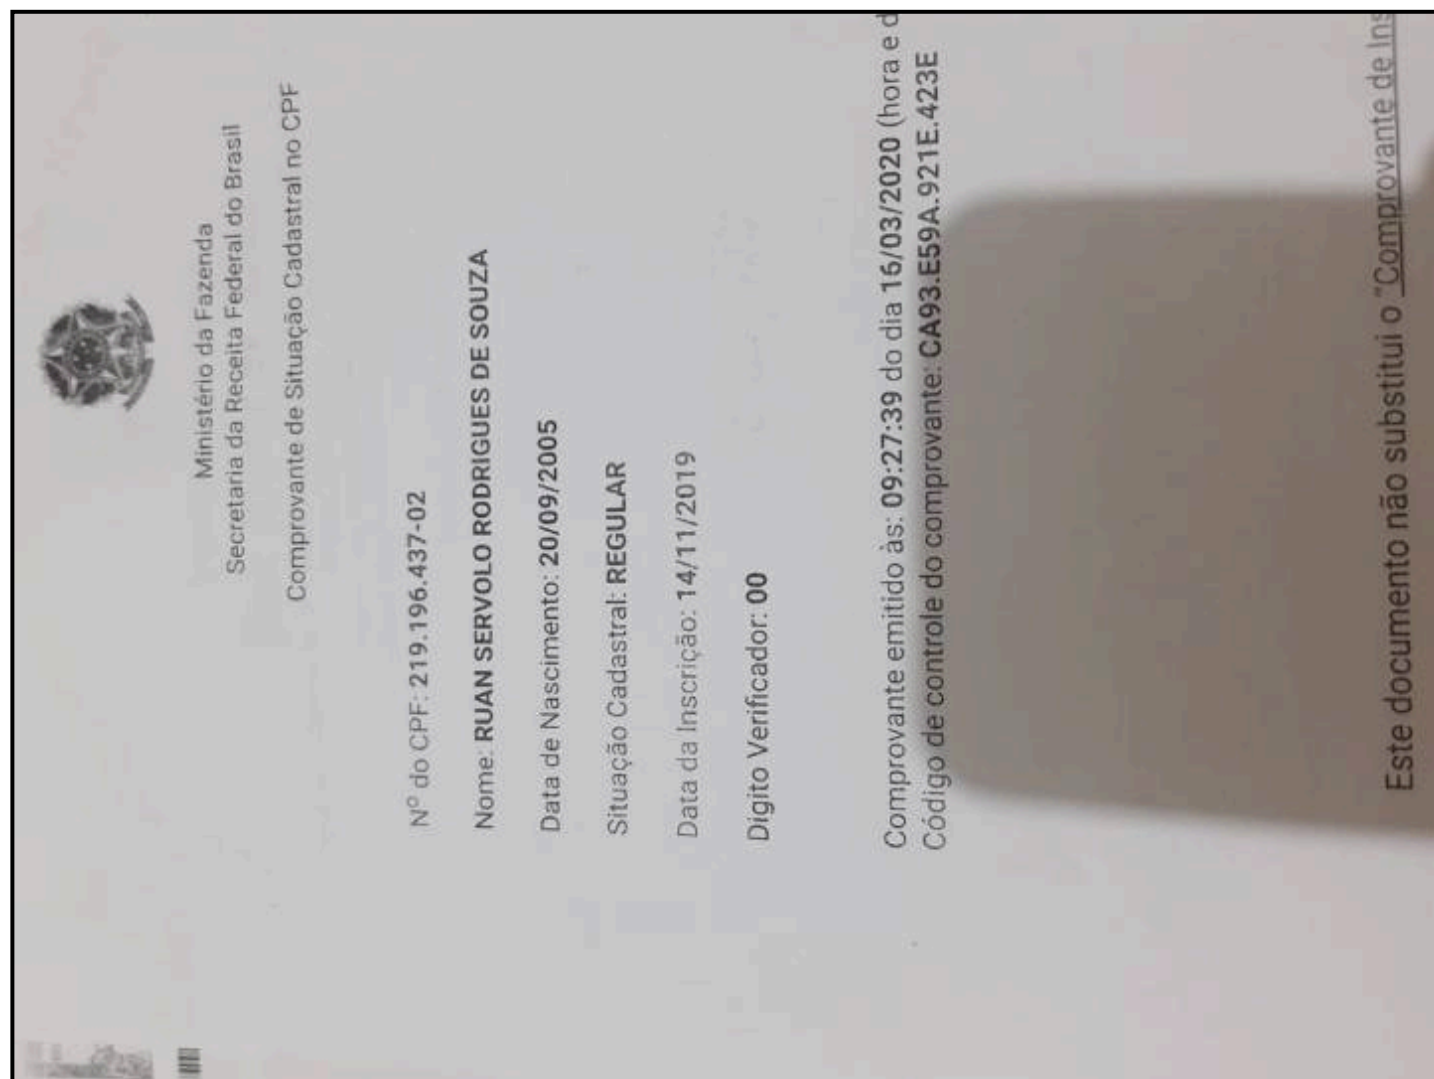 Ministério da Fazenda
Secretaria da Receita Federal do Brasil
Comprovante de Situação Cadastral no CPF
Nº do CPF: 219.196.437-02
Nome: RUAN SERVOLO RODRIGUES DE SOUZA
Data de Nascimento: 20/09/2005
Situação Cadastral: REGULAR
Data da Inscrição: 14/11/2019
Digito Verificador: 00
Comprovante emitido às: 09:27:39 do dia 16/03/2020 (hora e d
Código de controle do comprovante: CA93.E59A.921E.423E
Este documento não substitui o "Comprovante de Ins